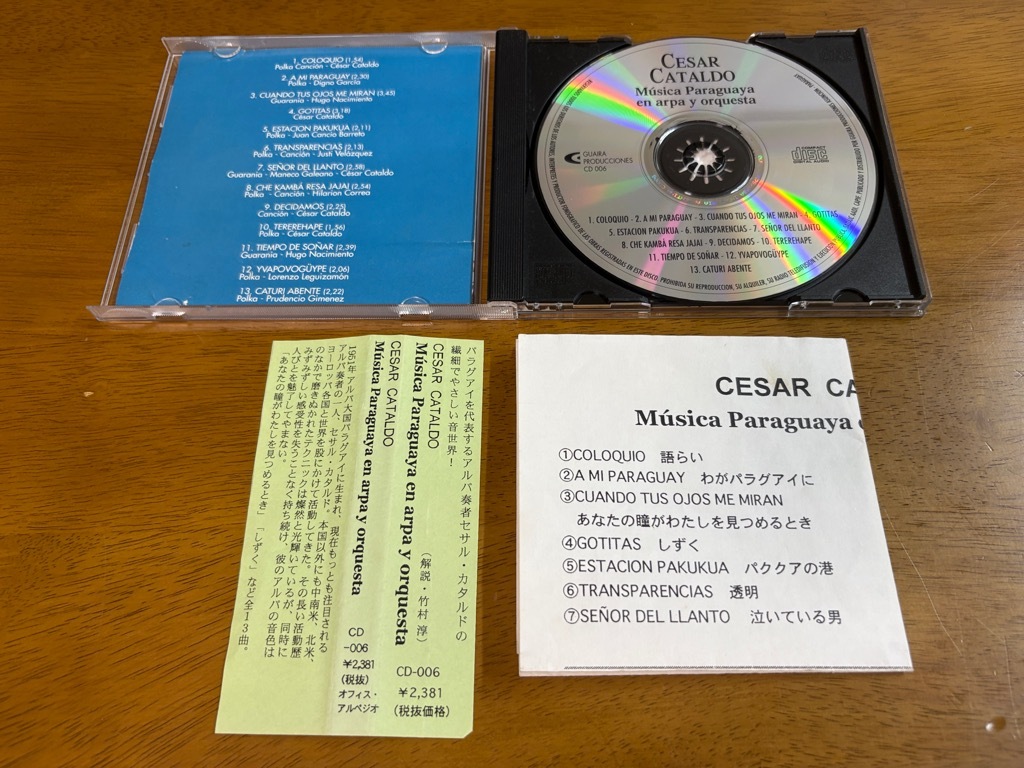 1. COLOQUIO (1,54)
Polka Canción - César Cataldo
2. A MI PARAGUAY (2,30)
Polka - Digno García
3. CUANDO TUS OJOS ME MIRAN (3,45)
Guaranía - Hugo Nacimiento
4. GOTITAS (3,18)
César Cataldo
5. ESTACION PAKUKUA (2,11)
Polka - Juan Cancio Barreto
6. TRANSPARENCIAS (2,13)
Polka - Canción - Justi Velázquez
7. SEÑOR DEL LLANTO (2,58)
Guaranía - Maneco Galeano - César Cataldo
8. CHE KAMBÀ RESA JAJAI (2,54)
Polka - Canción - Hilarion Correa
9. DECIDAMOS (2,25)
Canción - César Cataldo
10. TEREREHAPE (1,56)
Polka - César Cataldo
11. TIEMPO DE SOÑAR (2,39)
Guaranía - Hugo Nacimiento
12. YVAPOVOGÜYPE (2,06)
Polka - Lorenzo Leguizamón
13. CATURI ABENTE (2,22)
Polka - Prudencio Gimenez
CESAR
CATALDO
Música Paraguaya
en arpa y orquesta
GUAIRA
PRODUCCIONES
CD 006
COMPACT
disc
DIGITAL AUDIO
1. COLOQUIO - 2. A MI PARAGUAY - 3. CUANDO TUS OJOS ME MIRAN - 4. GOTITAS
5. ESTACION PAKUKUA - 6. TRANSPARENCIAS - 7. SEÑOR DEL LLANTO
8. CHE KAMBÀ RESA JAJAI - 9. DECIDAMOS - 10. TEREREHAPE
11. TIEMPO DE SOÑAR - 12. YVAPOVOGÜYPE
13. CATURI ABENTE
パラグアイを代表するアルパ奏者セサル・カタルドの
繊細でやさしい音世界!
CESAR CATALDO
Música Paraguaya en arpa y orquesta
(解説・竹村 淳)
CD-006
￥2,381
(税抜価格)
CESAR CATALDO
Música Paraguaya en arpa y orquesta
CD
-006
￥2,381
(税抜)
オフィス・
アルペジオ
1961年アルパ大国パラグアイに生まれ、現在もっとも注目される
アルパ奏者の一人、セサル・カタルド。本国以外にも中南米、北米、
ヨーロッパ各国と世界を股にかけて活動してきた。その長い活動歴
のなかで磨きぬかれたテクニックは燦然と光輝いているが、同時に
みずみずしい感受性を失うことなく持ち続け、彼のアルパの音色は
人びとを魅了してやまない。
「あなたの瞳がわたしを見つめるとき」「しずく」など全13曲。
CESAR CA
Música Paraguaya
①COLOQUIO 語らい
②A MI PARAGUAY わがパラグアイに
③CUANDO TUS OJOS ME MIRAN
あなたの瞳がわたしを見つめるとき
④GOTITAS しずく
⑤ESTACION PAKUKUA パククアの港
⑥TRANSPARENCIAS 透明
⑦SEÑOR DEL LLANTO 泣いている男